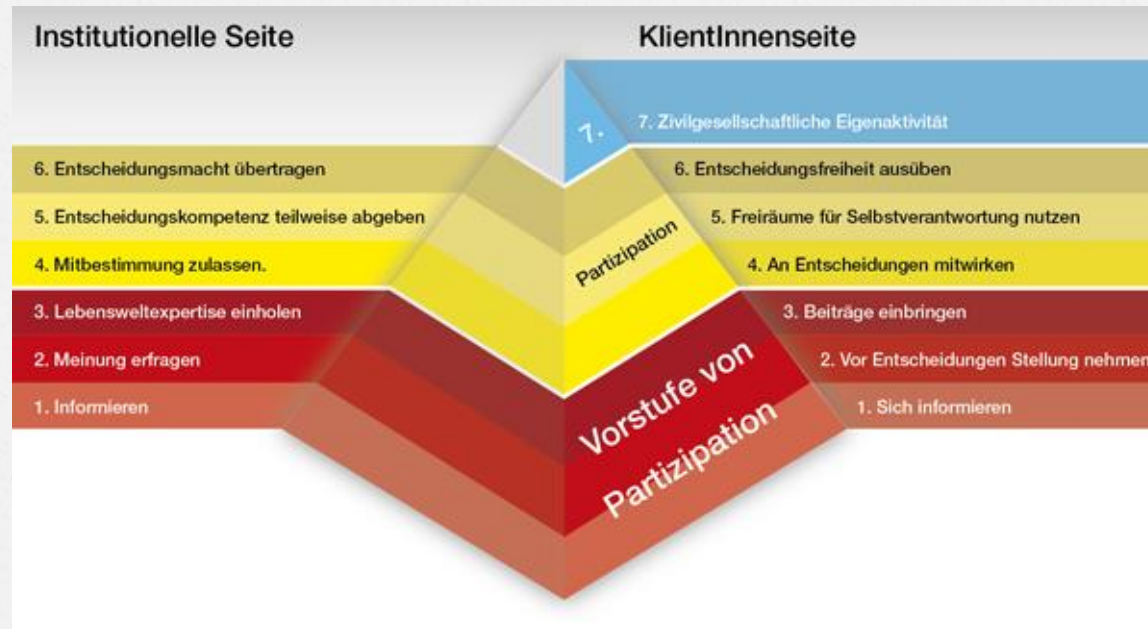 Institutionelle Seite
KlientInnenseite
7.
7. Zivilgesellschaftliche Eigenaktivität
6. Entscheidungsmacht übertragen
6. Entscheidungsfreiheit ausüben
5. Entscheidungskompetenz teilweise abgeben
5. Freiräume für Selbstverantwortung nutzen
4. Mitbestimmung zulassen.
Partizipation
4. An Entscheidungen mitwirken
3. Lebensweltexpertise einholen
3. Beiträge einbringen
2. Meinung erfragen
2. Vor Entscheidungen Stellung nehmen
1. Informieren
1. Sich informieren
Vorstufe von
Partizipation